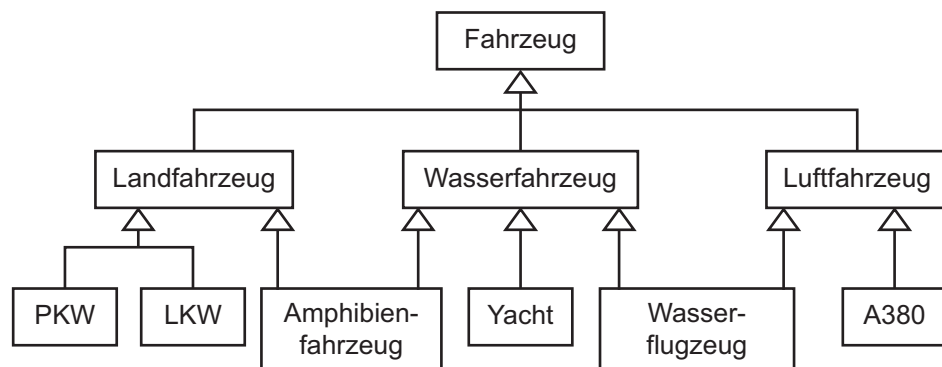 Fahrzeug
Landfahrzeug
Wasserfahrzeug
Luftfahrzeug
PKW
LKW
Amphibien-
fahrzeug
Yacht
Wasser-
flugzeug
A380